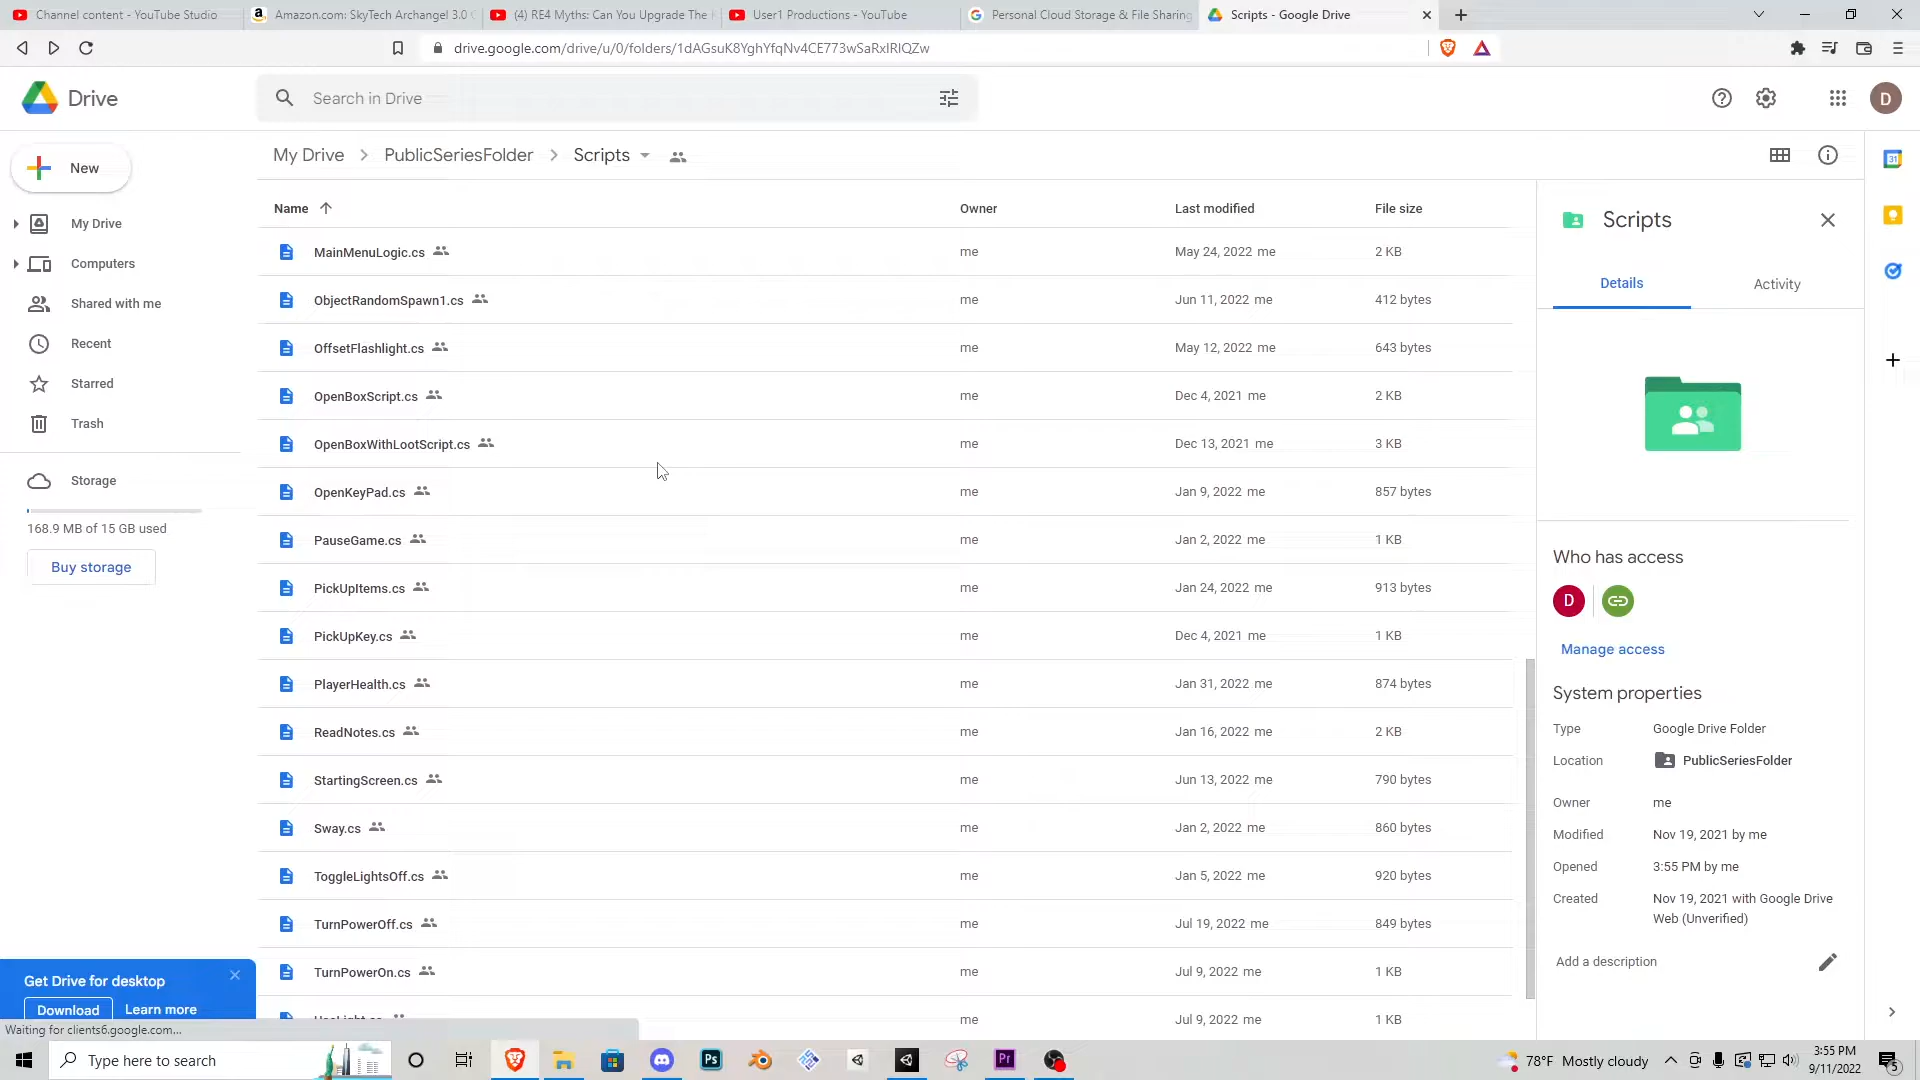 Channel content - YouTube Studio
Amazon.com: SkyTech Archangel 3.0
(4) RE4 Myths: Can You Upgrade The
User1 Productions - YouTube
Personal Cloud Storage & File Sharing
Scripts - Google Drive
drive.google.com/drive/u/0/folders/1dAGsuK8YghYfqNv4CE773wSaRxIRIQZw
Drive
Search in Drive
D
New
My Drive
Computers
Shared with me
Recent
Starred
Trash
Storage
168.9 MB of 15 GB used
Buy storage
My Drive > PublicSeriesFolder > Scripts
Name Owner Last modified File size
MainMenuLogic.cs me May 24, 2022 me 2 KB
ObjectRandomSpawn1.cs me Jun 11, 2022 me 412 bytes
OffsetFlashlight.cs me May 12, 2022 me 643 bytes
OpenBoxScript.cs me Dec 4, 2021 me 2 KB
OpenBoxWithLootScript.cs me Dec 13, 2021 me 3 KB
OpenKeyPad.cs me Jan 9, 2022 me 857 bytes
PauseGame.cs me Jan 2, 2022 me 1 KB
PickUpItems.cs me Jan 24, 2022 me 913 bytes
PickUpKey.cs me Dec 4, 2021 me 1 KB
PlayerHealth.cs me Jan 31, 2022 me 874 bytes
ReadNotes.cs me Jan 16, 2022 me 2 KB
StartingScreen.cs me Jun 13, 2022 me 790 bytes
Sway.cs me Jan 2, 2022 me 860 bytes
ToggleLightsOff.cs me Jan 5, 2022 me 920 bytes
TurnPowerOff.cs me Jul 19, 2022 me 849 bytes
TurnPowerOn.cs me Jul 9, 2022 me 1 KB
me Jul 9, 2022 me 1 KB
Scripts
Details Activity
Who has access
D
Manage access
System properties
Type Google Drive Folder
Location PublicSeriesFolder
Owner me
Modified Nov 19, 2021 by me
Opened 3:55 PM by me
Created Nov 19, 2021 with Google Drive
Web (Unverified)
Add a description
31
Get Drive for desktop
Download Learn more
Waiting for clients6.google.com...
Type here to search
Ps
Pr
78°F Mostly cloudy
3:55 PM
9/11/2022
5